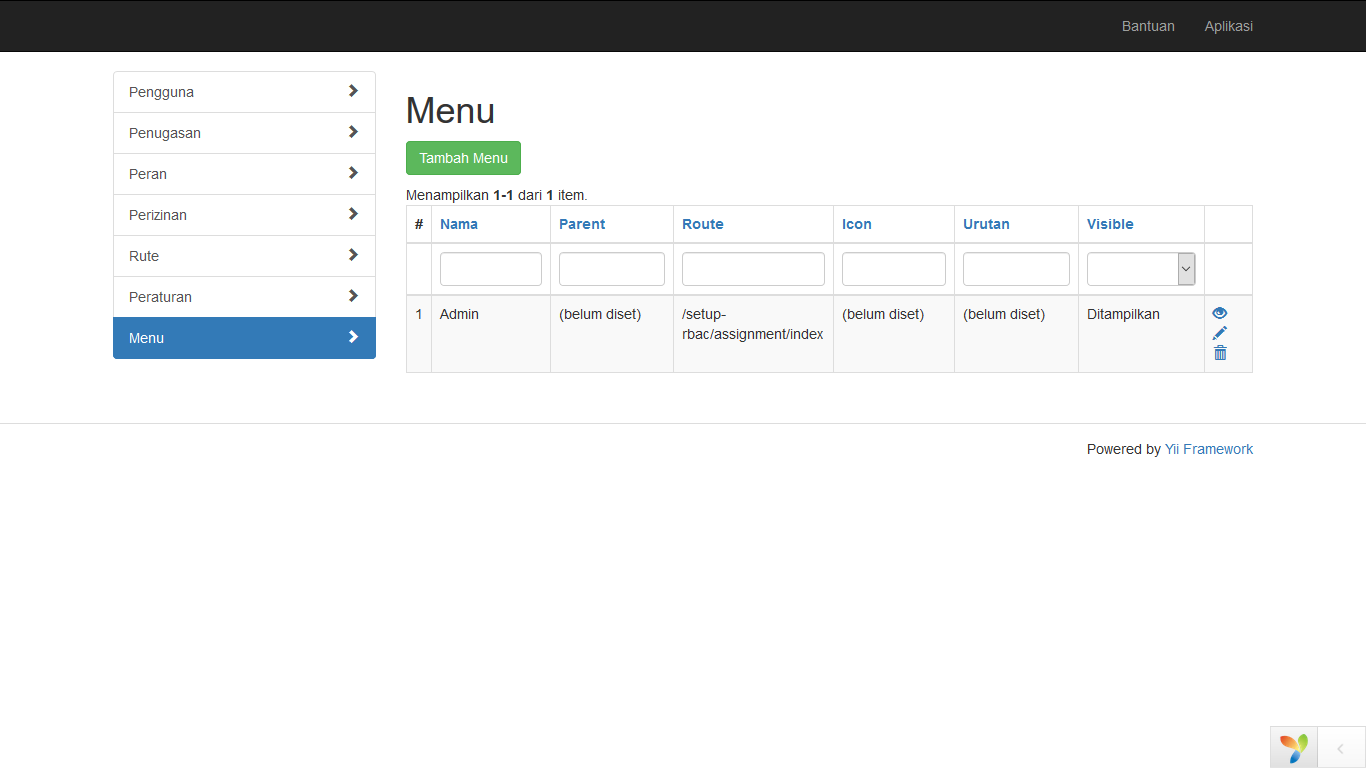 Bantuan Aplikasi
Pengguna
Penugasan
Peran
Perizinan
Rute
Peraturan
Menu
Menu
Tambah Menu
Menampilkan 1-1 dari 1 item.
# Nama Parent Route Icon Urutan Visible
1 Admin (belum diset) /setup-rbac/assignment/index (belum diset) (belum diset) Ditampilkan
Powered by Yii Framework